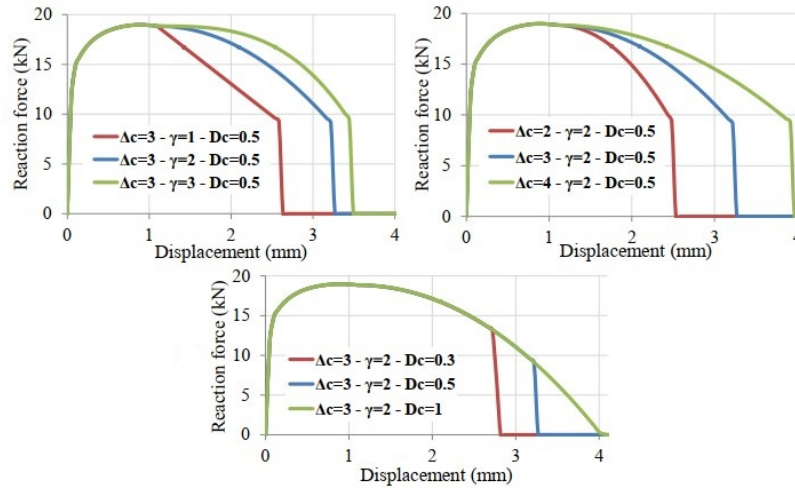 Reaction force (kN)
20
15
10
5
0
Δc=3 - γ=1 - Dc=0.5
Δc=3 - γ=2 - Dc=0.5
Δc=3 - γ=3 - Dc=0.5
0 1 2 3 4
Displacement (mm)
Reaction force (kN)
20
15
10
5
0
Δc=2 - γ=2 - Dc=0.5
Δc=3 - γ=2 - Dc=0.5
Δc=4 - γ=2 - Dc=0.5
0 1 2 3 4
Displacement (mm)
Reaction force (kN)
20
15
10
5
0
Δc=3 - γ=2 - Dc=0.3
Δc=3 - γ=2 - Dc=0.5
Δc=3 - γ=2 - Dc=1
0 1 2 3 4
Displacement (mm)